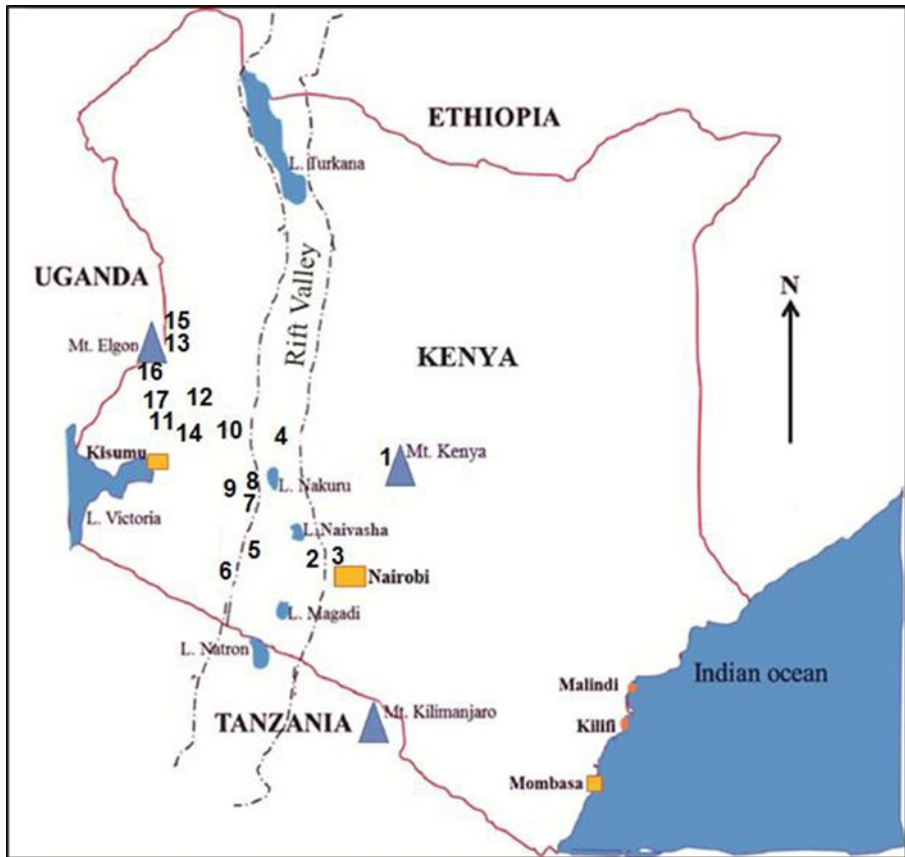 ETHIOPIA
L. Turkana
Rift Valley
UGANDA
N
15
Mt. Elgon
13
KENYA
16
17
12
11
14
10
4
Kisumu
1
Mt. Kenya
9
8
L. Nakuru
7
L. Victoria
L. Naivasha
5
2
3
6
Nairobi
L. Magadi
L. Natron
Malindi
Indian ocean
TANZANIA
Mt. Kilimanjaro
Kilifi
Mombasa